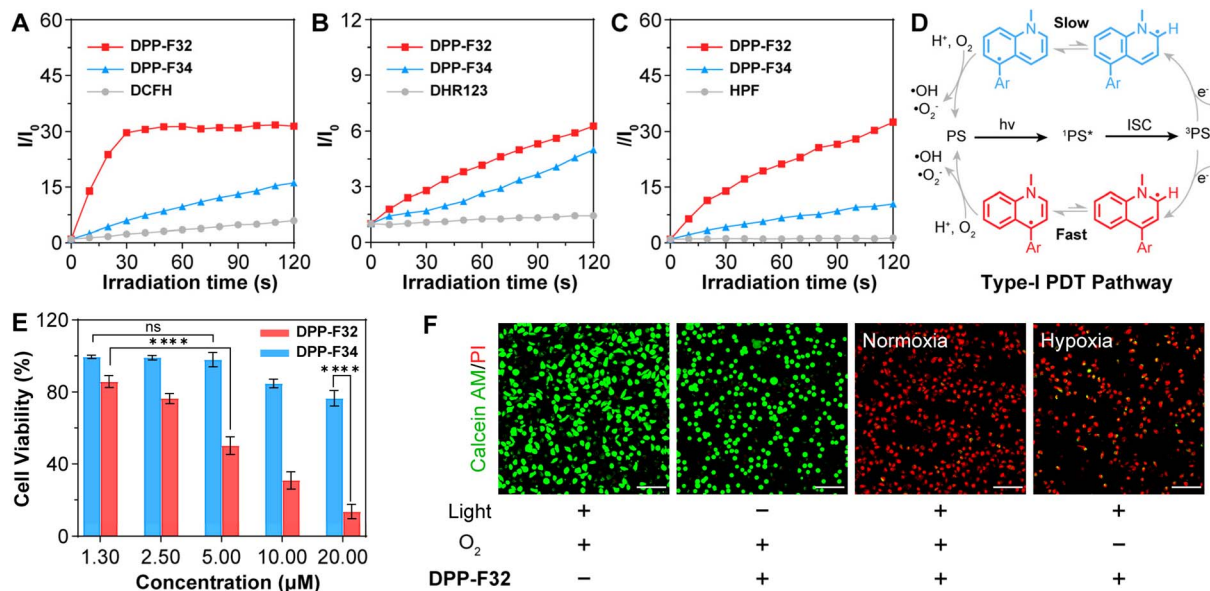 A
60
45
30
15
0
I/I0
DPP-F32
DPP-F34
DCFH
0 30 60 90 120
Irradiation time (s)
B
12
9
6
3
0
I/I0
DPP-F32
DPP-F34
DHR123
0 30 60 90 120
Irradiation time (s)
C
60
45
30
15
0
I/I0
DPP-F32
DPP-F34
HPF
0 30 60 90 120
Irradiation time (s)
D
N Slow N H
H+, O2
Ar Ar
•OH
•O2- e-
PS hv 1PS* ISC 3PS
•OH
•O2- e-
N N H
H+, O2
Ar Fast Ar
Type-I PDT Pathway
E
120
80
40
0
Cell Viability (%)
ns
****
****
DPP-F32
DPP-F34
1.30 2.50 5.00 10.00 20.00
Concentration (μM)
F
Calcein AM/PI
Normoxia
Hypoxia
Light + − + +
O2 + + + −
DPP-F32 − + + +